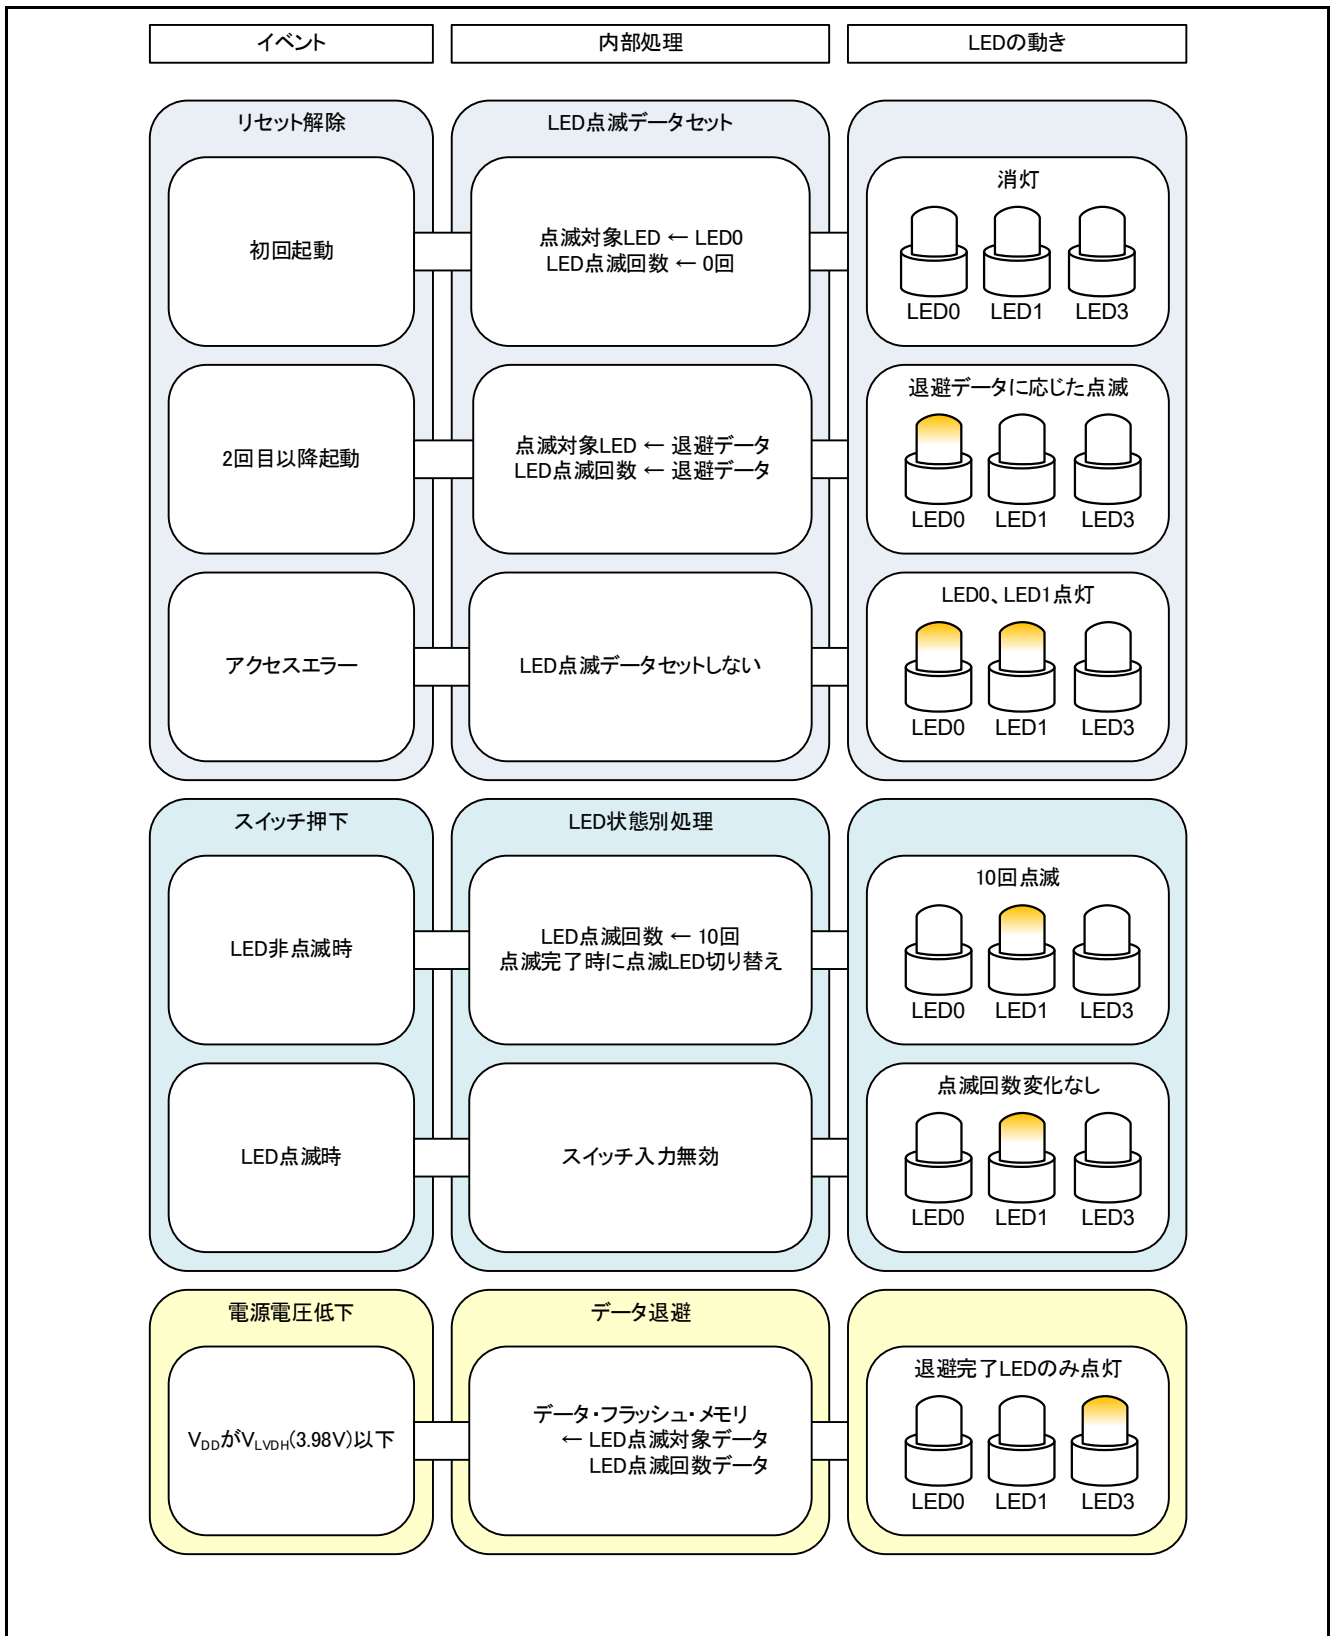 イベント
内部処理
LEDの動き
リセット解除
LED点滅データセット
初回起動
点滅対象LED ← LED0
LED点滅回数 ← 0回
消灯
LED0 LED1 LED3
2回目以降起動
点滅対象LED ← 退避データ
LED点滅回数 ← 退避データ
退避データに応じた点滅
LED0 LED1 LED3
アクセスエラー
LED点滅データセットしない
LED0、LED1点灯
LED0 LED1 LED3
スイッチ押下
LED状態別処理
LED非点滅時
LED点滅回数 ← 10回
点滅完了時に点滅LED切り替え
10回点滅
LED0 LED1 LED3
LED点滅時
スイッチ入力無効
点滅回数変化なし
LED0 LED1 LED3
電源電圧低下
データ退避
VDDがVLVDH(3.98V)以下
データ・フラッシュ・メモリ
← LED点滅対象データ
LED点滅回数データ
退避完了LEDのみ点灯
LED0 LED1 LED3